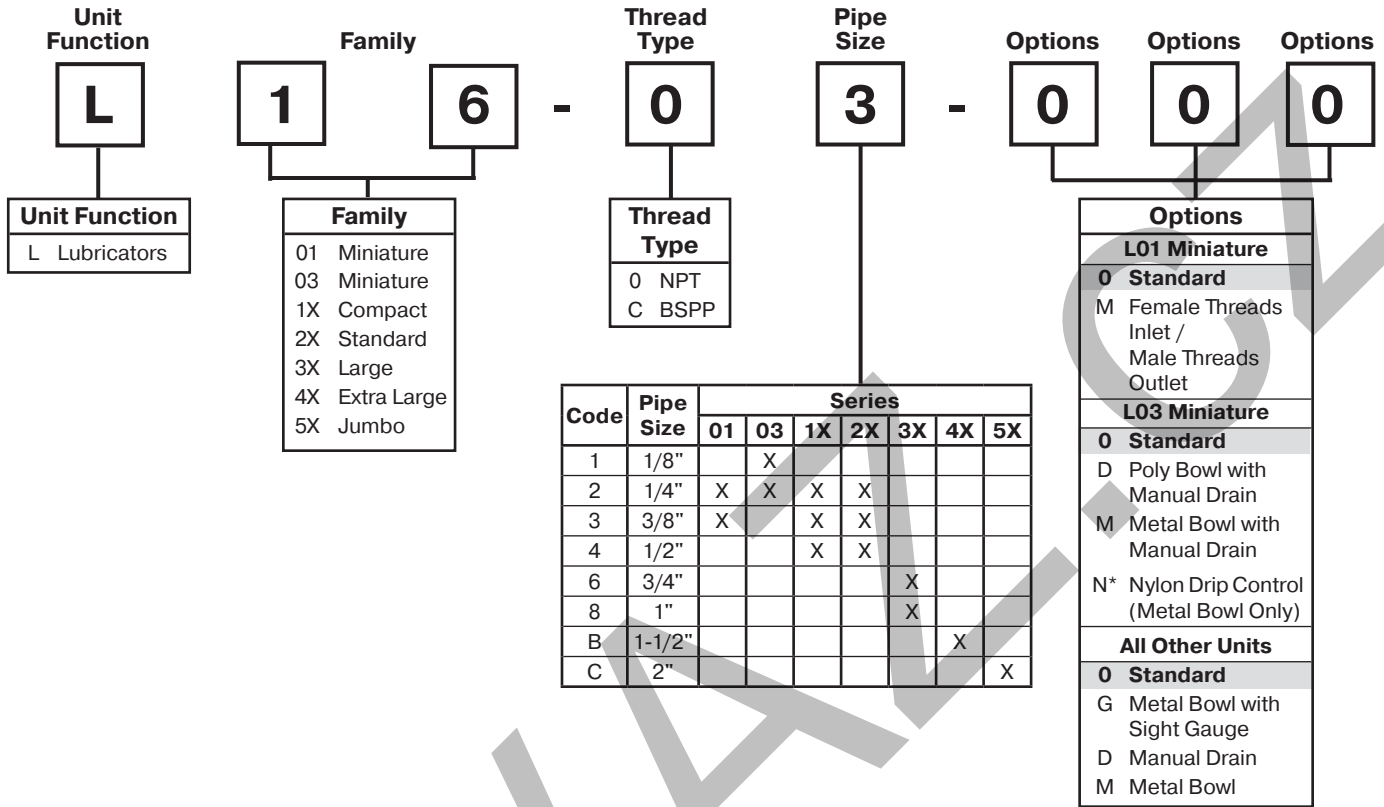 Unit Function
Family
Thread Type
Pipe Size
Options Options Options
L 1 6 - 0 3 - 0 0 0
Unit Function
L Lubricators
Family
01 Miniature
03 Miniature
1X Compact
2X Standard
3X Large
4X Extra Large
5X Jumbo
Thread
Type
0 NPT
C BSPP
Code Pipe Size Series
01 03 1X 2X 3X 4X 5X
1 1/8" X
2 1/4" X X X X
3 3/8" X X X
4 1/2" X X
6 3/4" X
8 1" X
B 1-1/2" X
C 2" X
Options
L01 Miniature
0 Standard
M Female Threads
Inlet /
Male Threads
Outlet
L03 Miniature
0 Standard
D Poly Bowl with
Manual Drain
M Metal Bowl with
Manual Drain
N* Nylon Drip Control
(Metal Bowl Only)
All Other Units
0 Standard
G Metal Bowl with
Sight Gauge
D Manual Drain
M Metal Bowl